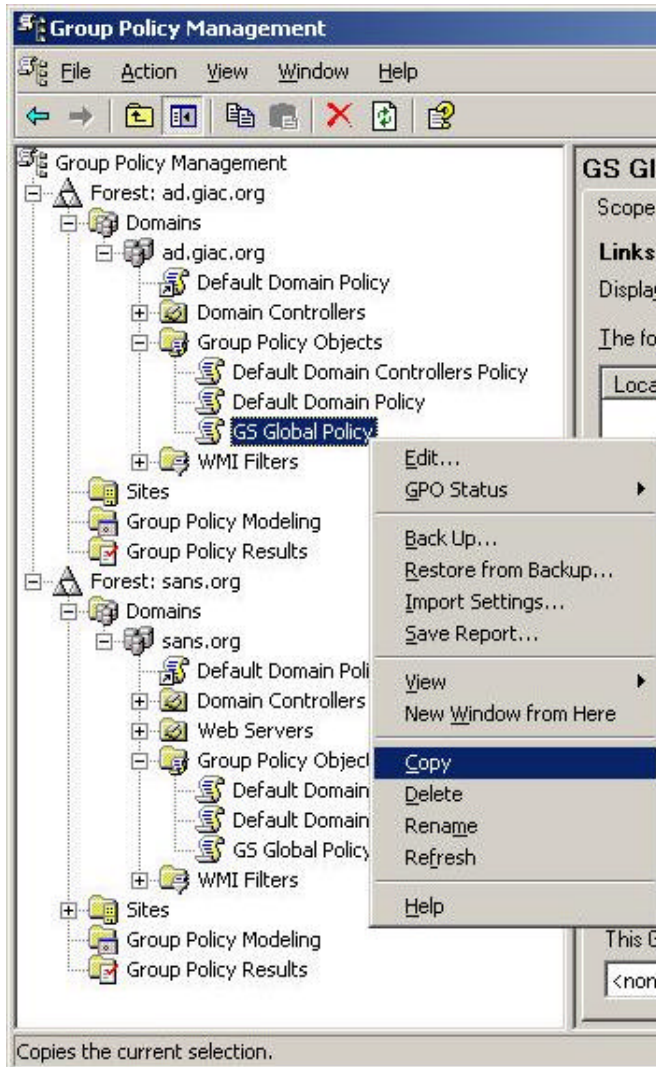 Group Policy Management
File Action View Window Help
Group Policy Management
Forest: ad.giac.org
Domains
ad.giac.org
Default Domain Policy
Domain Controllers
Group Policy Objects
Default Domain Controllers Policy
Default Domain Policy
GS Global Policy
WMI Filters
Sites
Group Policy Modeling
Group Policy Results
Forest: sans.org
Domains
sans.org
Default Domain Poli
Domain Controllers
Web Servers
Group Policy Object
Default Domain
Default Domain
GS Global Policy
WMI Filters
Sites
Group Policy Modeling
Group Policy Results
Edit...
GPO Status
Back Up...
Restore from Backup...
Import Settings...
Save Report...
View
New Window from Here
Copy
Delete
Rename
Refresh
Help
GS Gl
Scope
Links
Display
The fo
Loca
This G
<non
Copies the current selection.